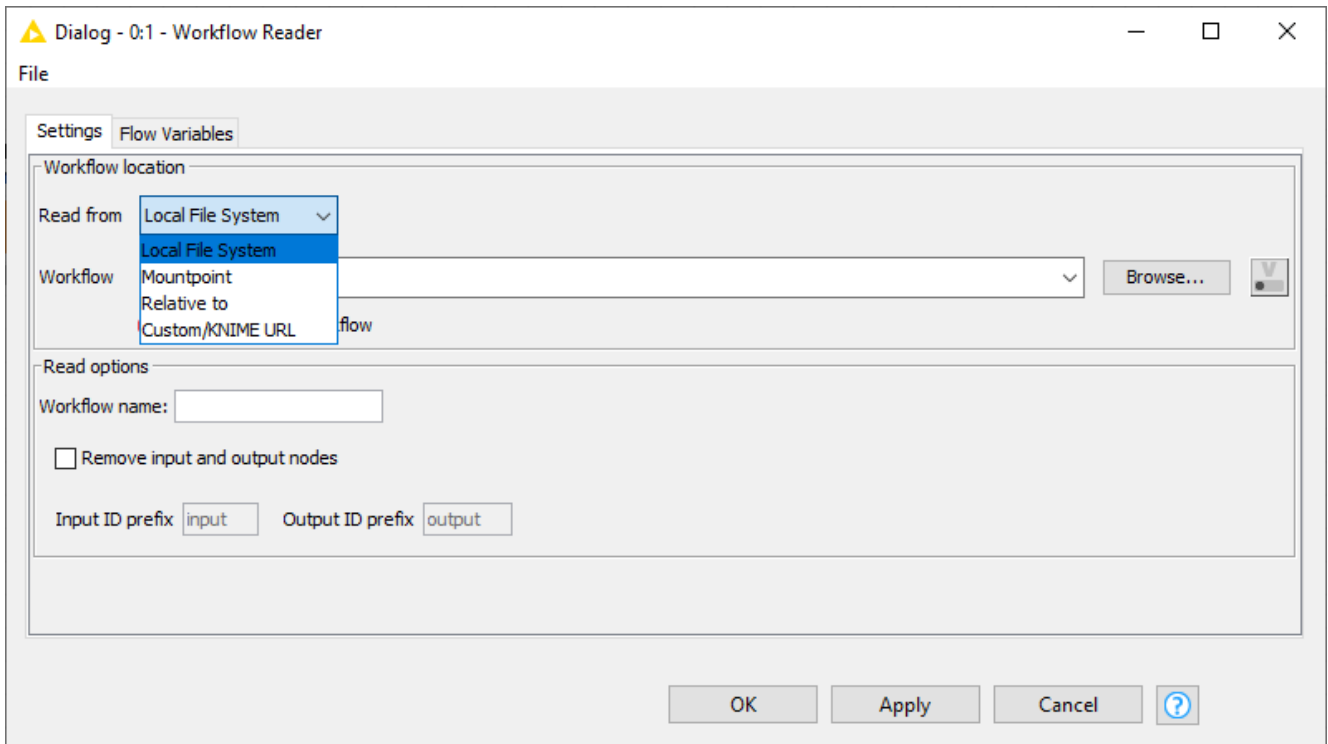 Dialog - 0:1 - Workflow Reader
File
Settings Flow Variables
Workflow location
Read from Local File System
Local File System
Workflow Mountpoint Browse... V
Relative to
Custom/KNIME URL
Read options
Workflow name:
Remove input and output nodes
Input ID prefix input Output ID prefix output
OK Apply Cancel ?